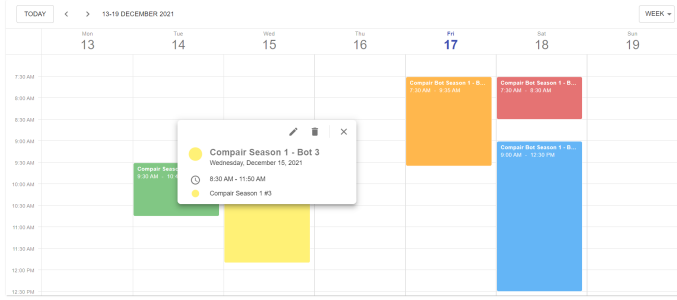 TODAY
13-19 DECEMBER 2021
WEEK
Mon
13
Tue
14
Wed
15
Thu
16
Fri
17
Sat
18
Sun
19
7:30 AM
8:00 AM
8:30 AM
9:00 AM
9:30 AM
10:00 AM
10:30 AM
11:00 AM
11:30 AM
12:00 PM
12:30 PM
Compair Season
9:30 AM -
Compair Season 1 - Bot 3
Wednesday, December 15, 2021
8:30 AM - 11:50 AM
Compair Season 1 #3
Compair Bot Season 1 - B...
7:30 AM - 9:35 AM
Compair Bot Season 1 - B...
7:30 AM - 8:30 AM
Compair Bot Season 1 - B...
9:00 AM - 12:30 PM